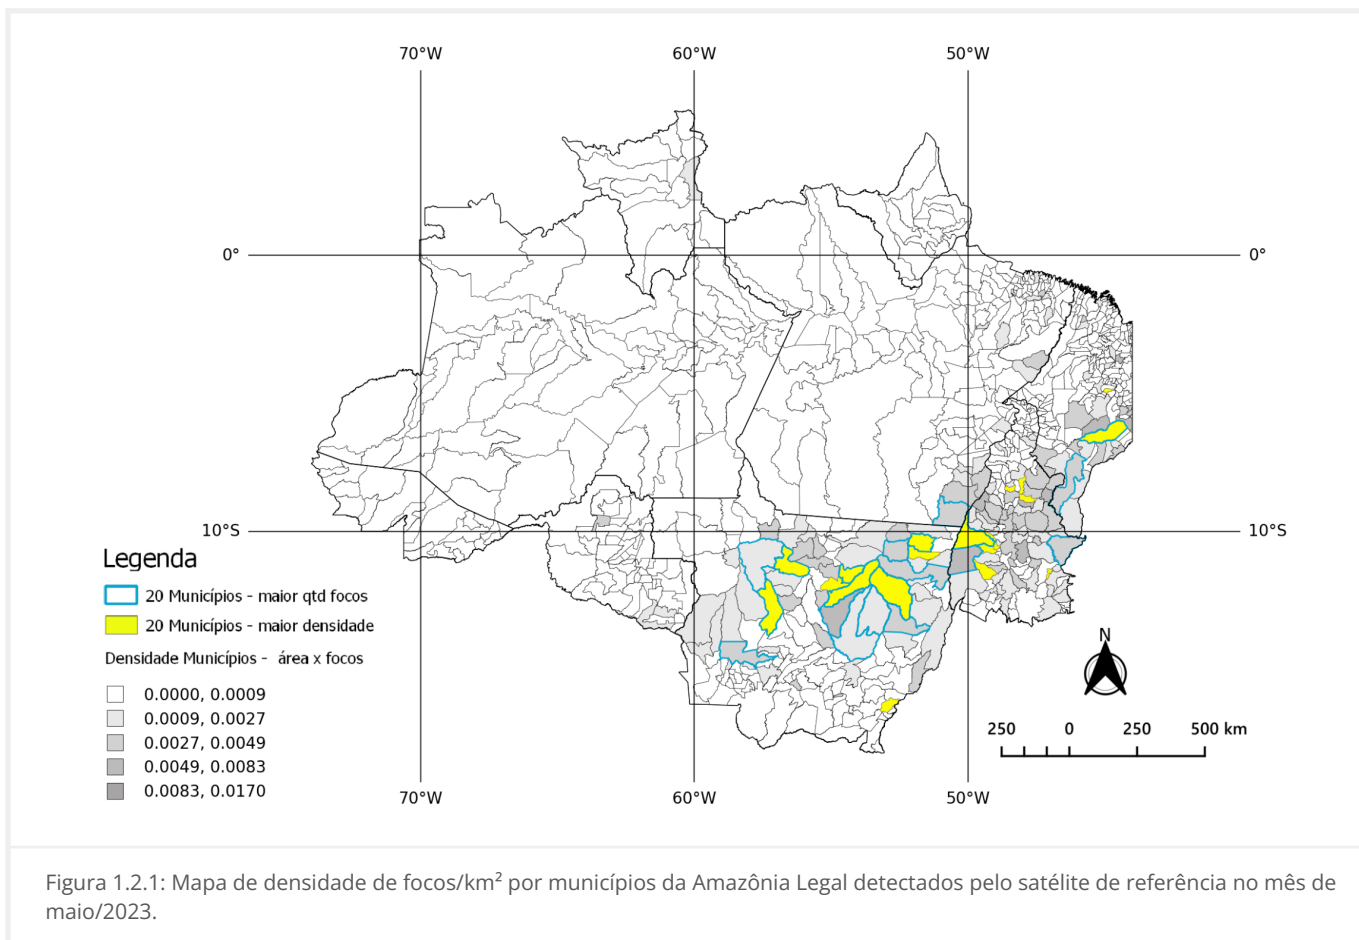 70°W 60°W 50°W
0° 0°
10°S 10°S
Legenda
20 Municípios - maior qtd focos
20 Municípios - maior densidade
Densidade Municípios - área x focos
0.0000, 0.0009
0.0009, 0.0027
0.0027, 0.0049
0.0049, 0.0083
0.0083, 0.0170
N
250 0 250 500 km
70°W 60°W 50°W
Figura 1.2.1: Mapa de densidade de focos/km² por municípios da Amazônia Legal detectados pelo satélite de referência no mês de
maio/2023.